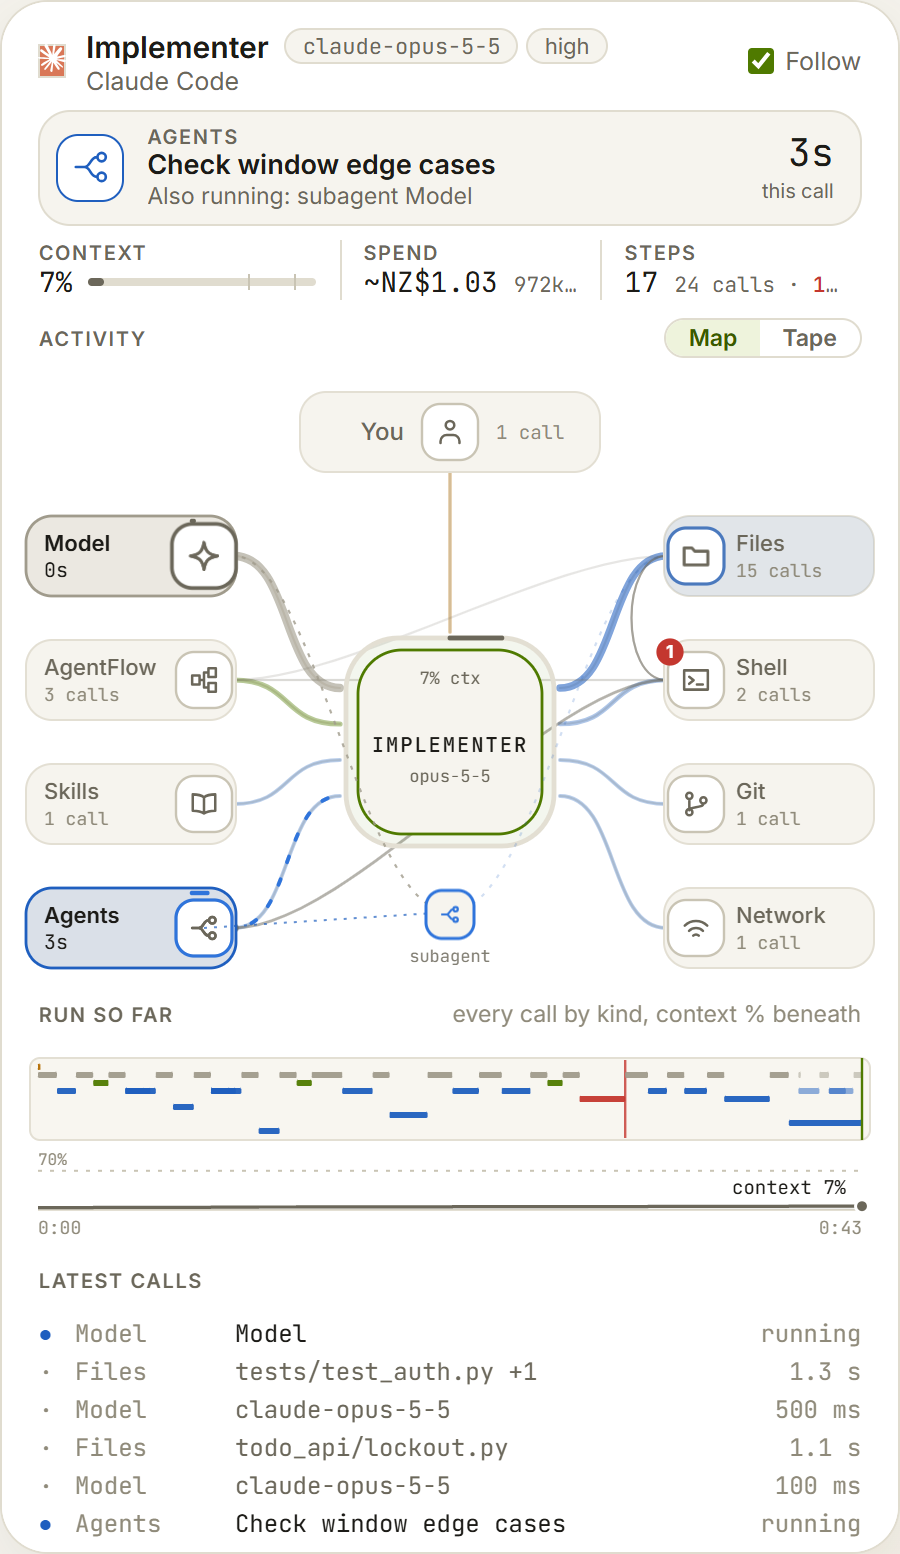 Implementer claude-opus-5-5 high
Claude Code
Follow
AGENTS
Check window edge cases
Also running: subagent Model
3s
this call
CONTEXT
7%
SPEND
~NZ$1.03 972k…
STEPS
17 24 calls · 1…
ACTIVITY
Map Tape
You 1 call
Model
0s
Files
15 calls
AgentFlow
3 calls
1
Shell
2 calls
7% ctx
IMPLEMENTER
opus-5-5
Skills
1 call
Git
1 call
Agents
3s
subagent
Network
1 call
RUN SO FAR
every call by kind, context % beneath
70%
context 7%
0:00 0:43
LATEST CALLS
Model Model running
Files tests/test_auth.py +1 1.3 s
Model claude-opus-5-5 500 ms
Files todo_api/lockout.py 1.1 s
Model claude-opus-5-5 100 ms
Agents Check window edge cases running